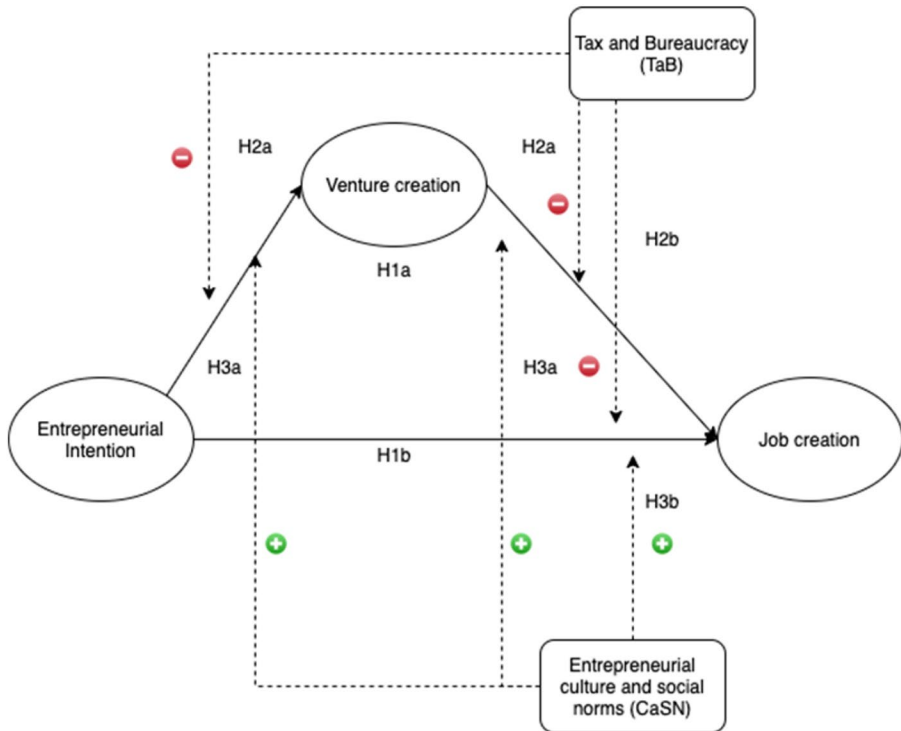 Tax and Bureaucracy
(TaB)
H2a
H2a
Venture creation
H2b
H1a
H3a
H3a
Entrepreneurial
Intention
Job creation
H1b
H3b
Entrepreneurial
culture and social
norms (CaSN)